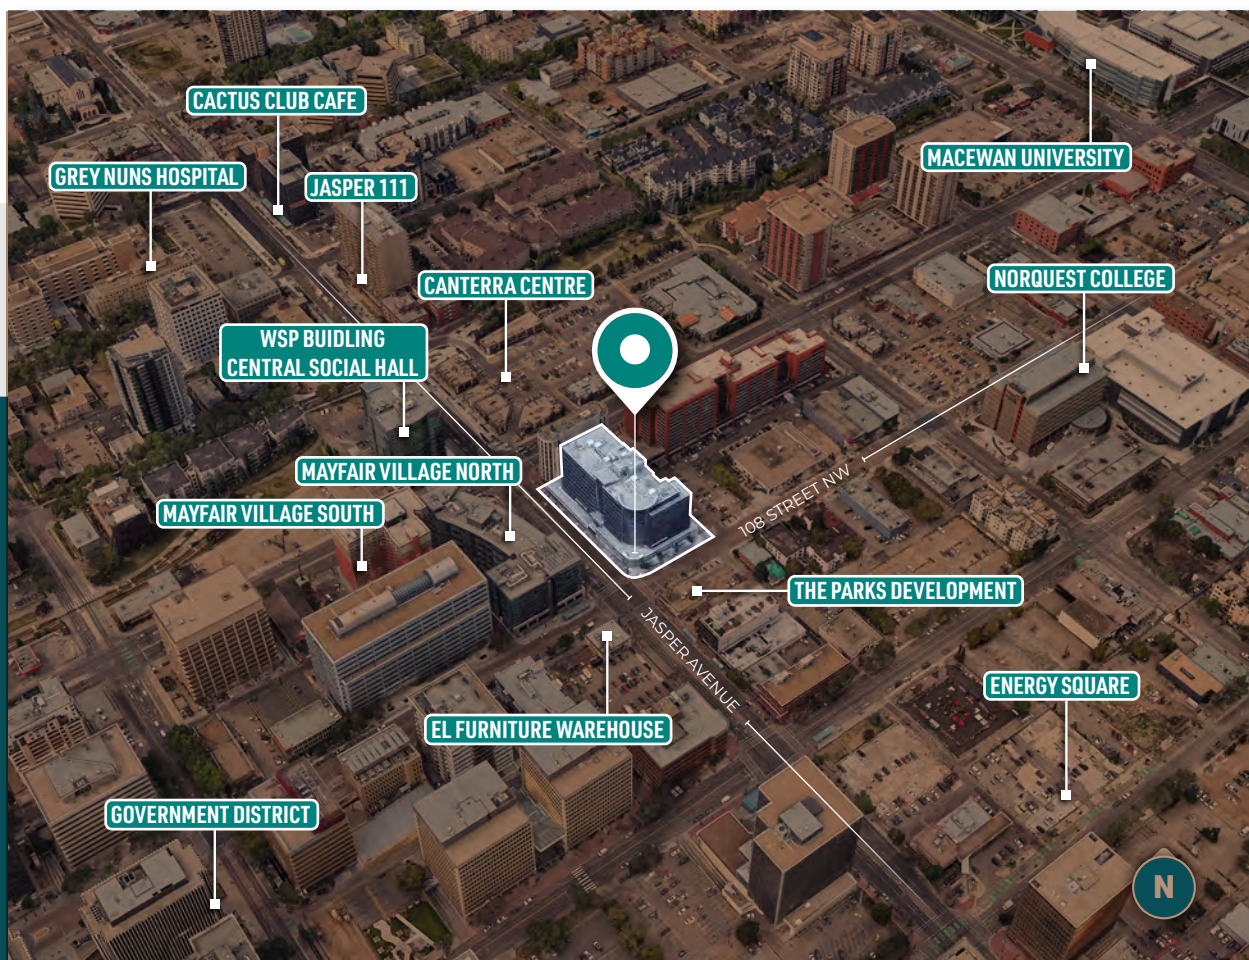 CACTUS CLUB CAFE
MACEWAN UNIVERSITY
GREY NUNS HOSPITAL
JASPER 111
CANTERRA CENTRE
NORQUEST COLLEGE
WSP BUIDLING
CENTRAL SOCIAL HALL
MAYFAIR VILLAGE NORTH
108 STREET NW
MAYFAIR VILLAGE SOUTH
THE PARKS DEVELOPMENT
JASPER AVENUE
ENERGY SQUARE
EL FURNITURE WAREHOUSE
GOVERNMENT DISTRICT
N